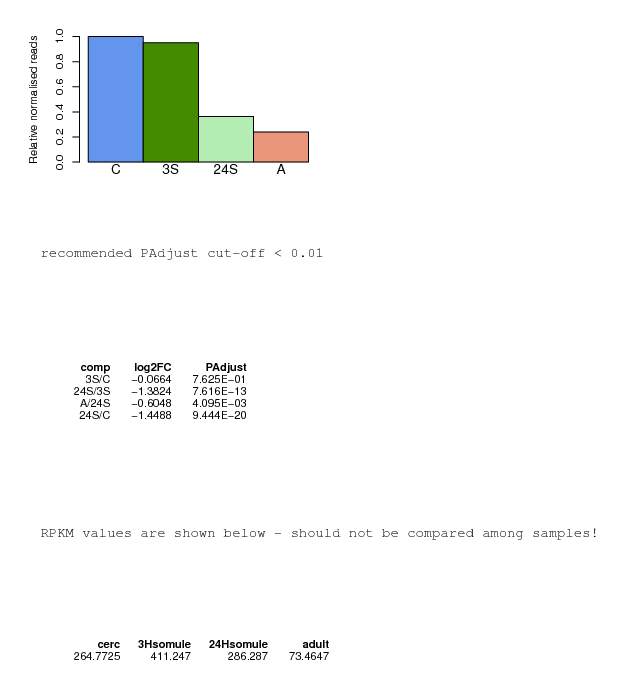 Relative normalised reads
1.0
0.8
0.6
0.4
0.2
0.0
C 3S 24S A
recommended PAdjust cut-off < 0.01
comp log2FC PAdjust
3S/C −0.0664 7.625E−01
24S/3S −1.3824 7.616E−13
A/24S −0.6048 4.095E−03
24S/C −1.4488 9.444E−20
RPKM values are shown below - should not be compared among samples!
cerc 3Hsomule 24Hsomule adult
264.7725 411.247 286.287 73.4647